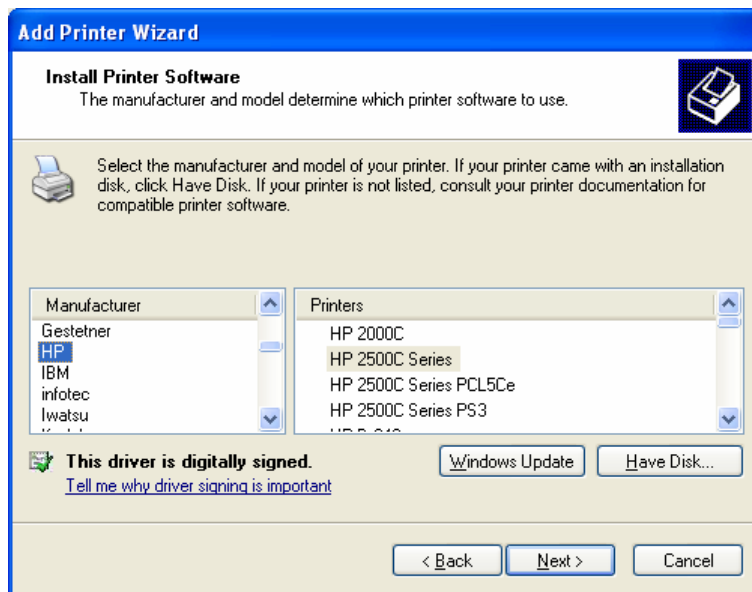 Add Printer Wizard
Install Printer Software
The manufacturer and model determine which printer software to use.
Select the manufacturer and model of your printer. If your printer came with an installation
disk, click Have Disk. If your printer is not listed, consult your printer documentation for
compatible printer software.
Manufacturer
Gestetner
HP
IBM
infotec
Iwatsu
Printers
HP 2000C
HP 2500C Series
HP 2500C Series PCL5Ce
HP 2500C Series PS3
This driver is digitally signed.
Tell me why driver signing is important
Windows Update
Have Disk...
< Back
Next >
Cancel